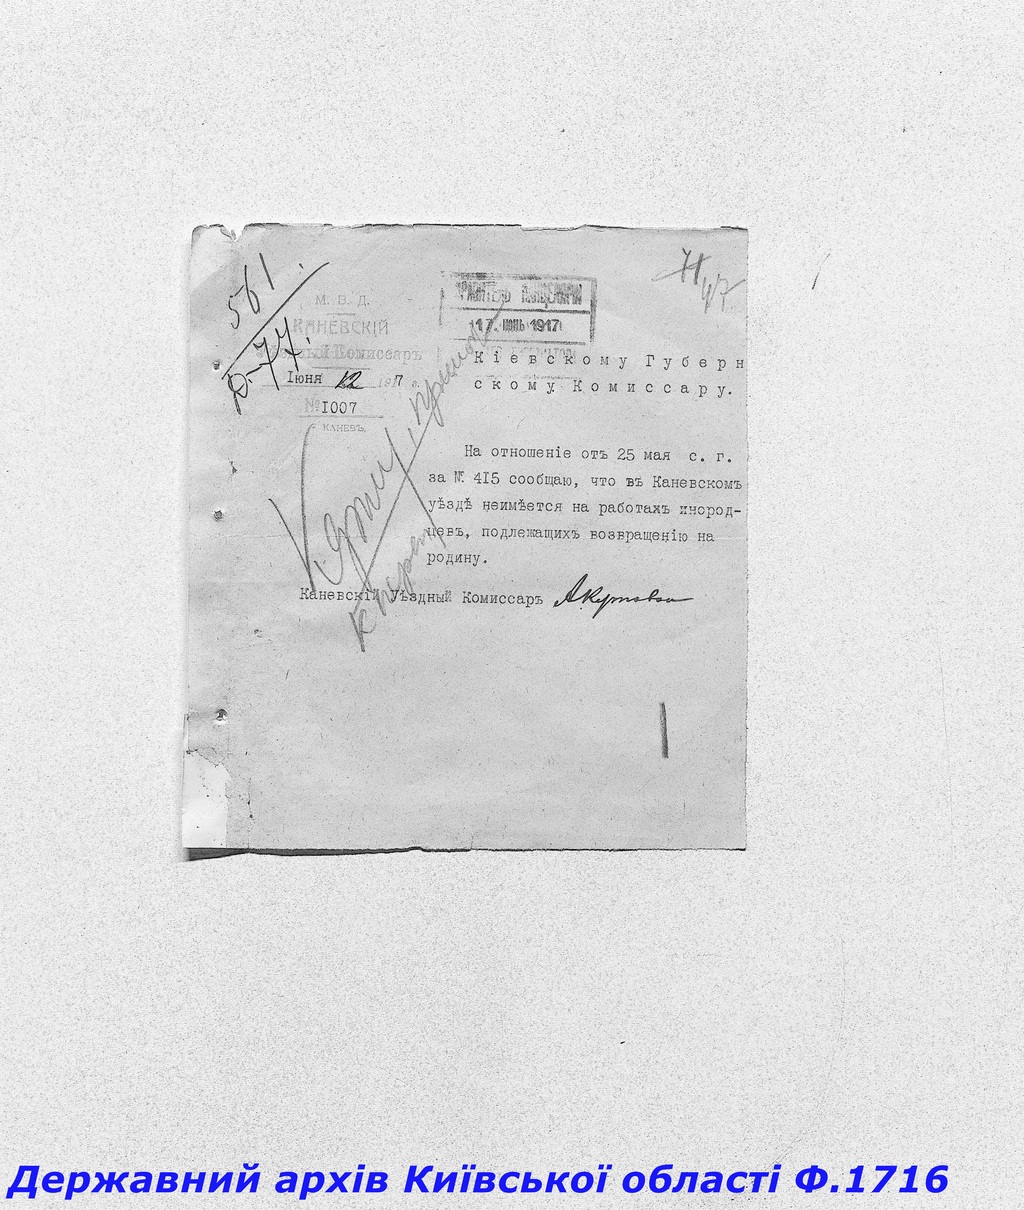 561
М. В. Д.
КАНЕВСКІЙ
Уѣздный Комиссаръ
Іюня 12 1917 г.
№ 1007
г. КАНЕВЪ.
17. ИЮНЬ 1917
Кіевскому Губерн
скому Комиссару.
На отношеніе отъ 25 мая с. г.
за № 415 сообщаю, что въ Каневскомъ
уѣздѣ неимѣется на работахъ инород-
цевъ, подлежащихъ возвращенію на
родину.
Каневскій Уѣздный Комиссаръ
Державний архів Київської області Ф.1716